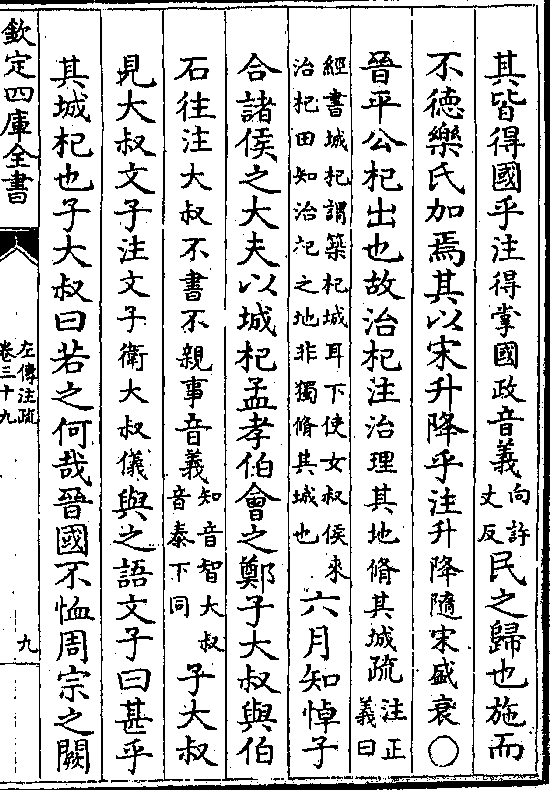 其皆得國乎注得掌國政音義向許丈反民之歸也施而
不德樂氏加焉其以宋升降乎注升降隨宋盛衰〇
晉平公杞出也故治杞注治理其地脩其城疏注正義曰
經書城杞謂築杞城耳下使女叔侯來治杞田知治杞之地非獨脩其城也六月知悼子
合諸侯之大夫以城杞孟孝伯會之鄭子大叔與伯
石往注大叔不書不親事音義知音智大叔音泰下同子大叔
見大叔文子注文子衛大叔儀與之語文子曰甚乎
其城杞也子大叔曰若之何哉晉國不恤周宗之闕
欽定四庫全書
左傳注疏
卷三十九
九